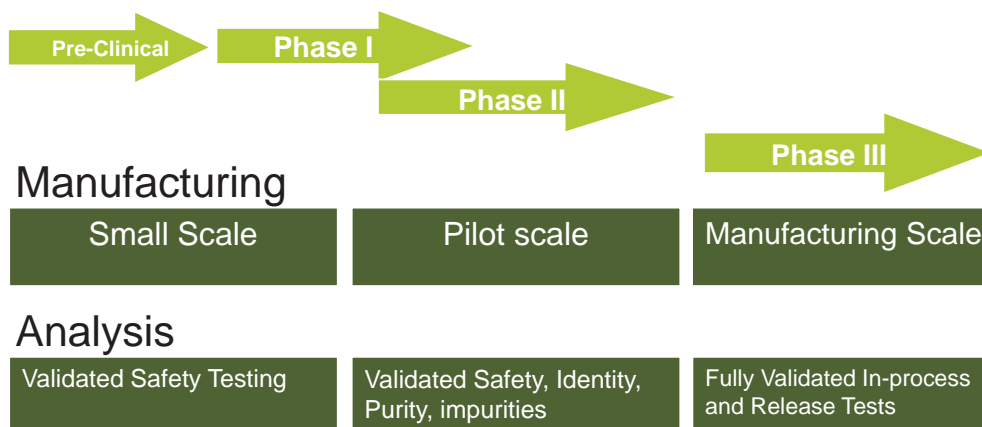 Pre-Clinical
Phase I
Phase II
Phase III
Manufacturing
Small Scale
Pilot scale
Manufacturing Scale
Analysis
Validated Safety Testing
Validated Safety, Identity,
Purity, impurities
Fully Validated In-process
and Release Tests